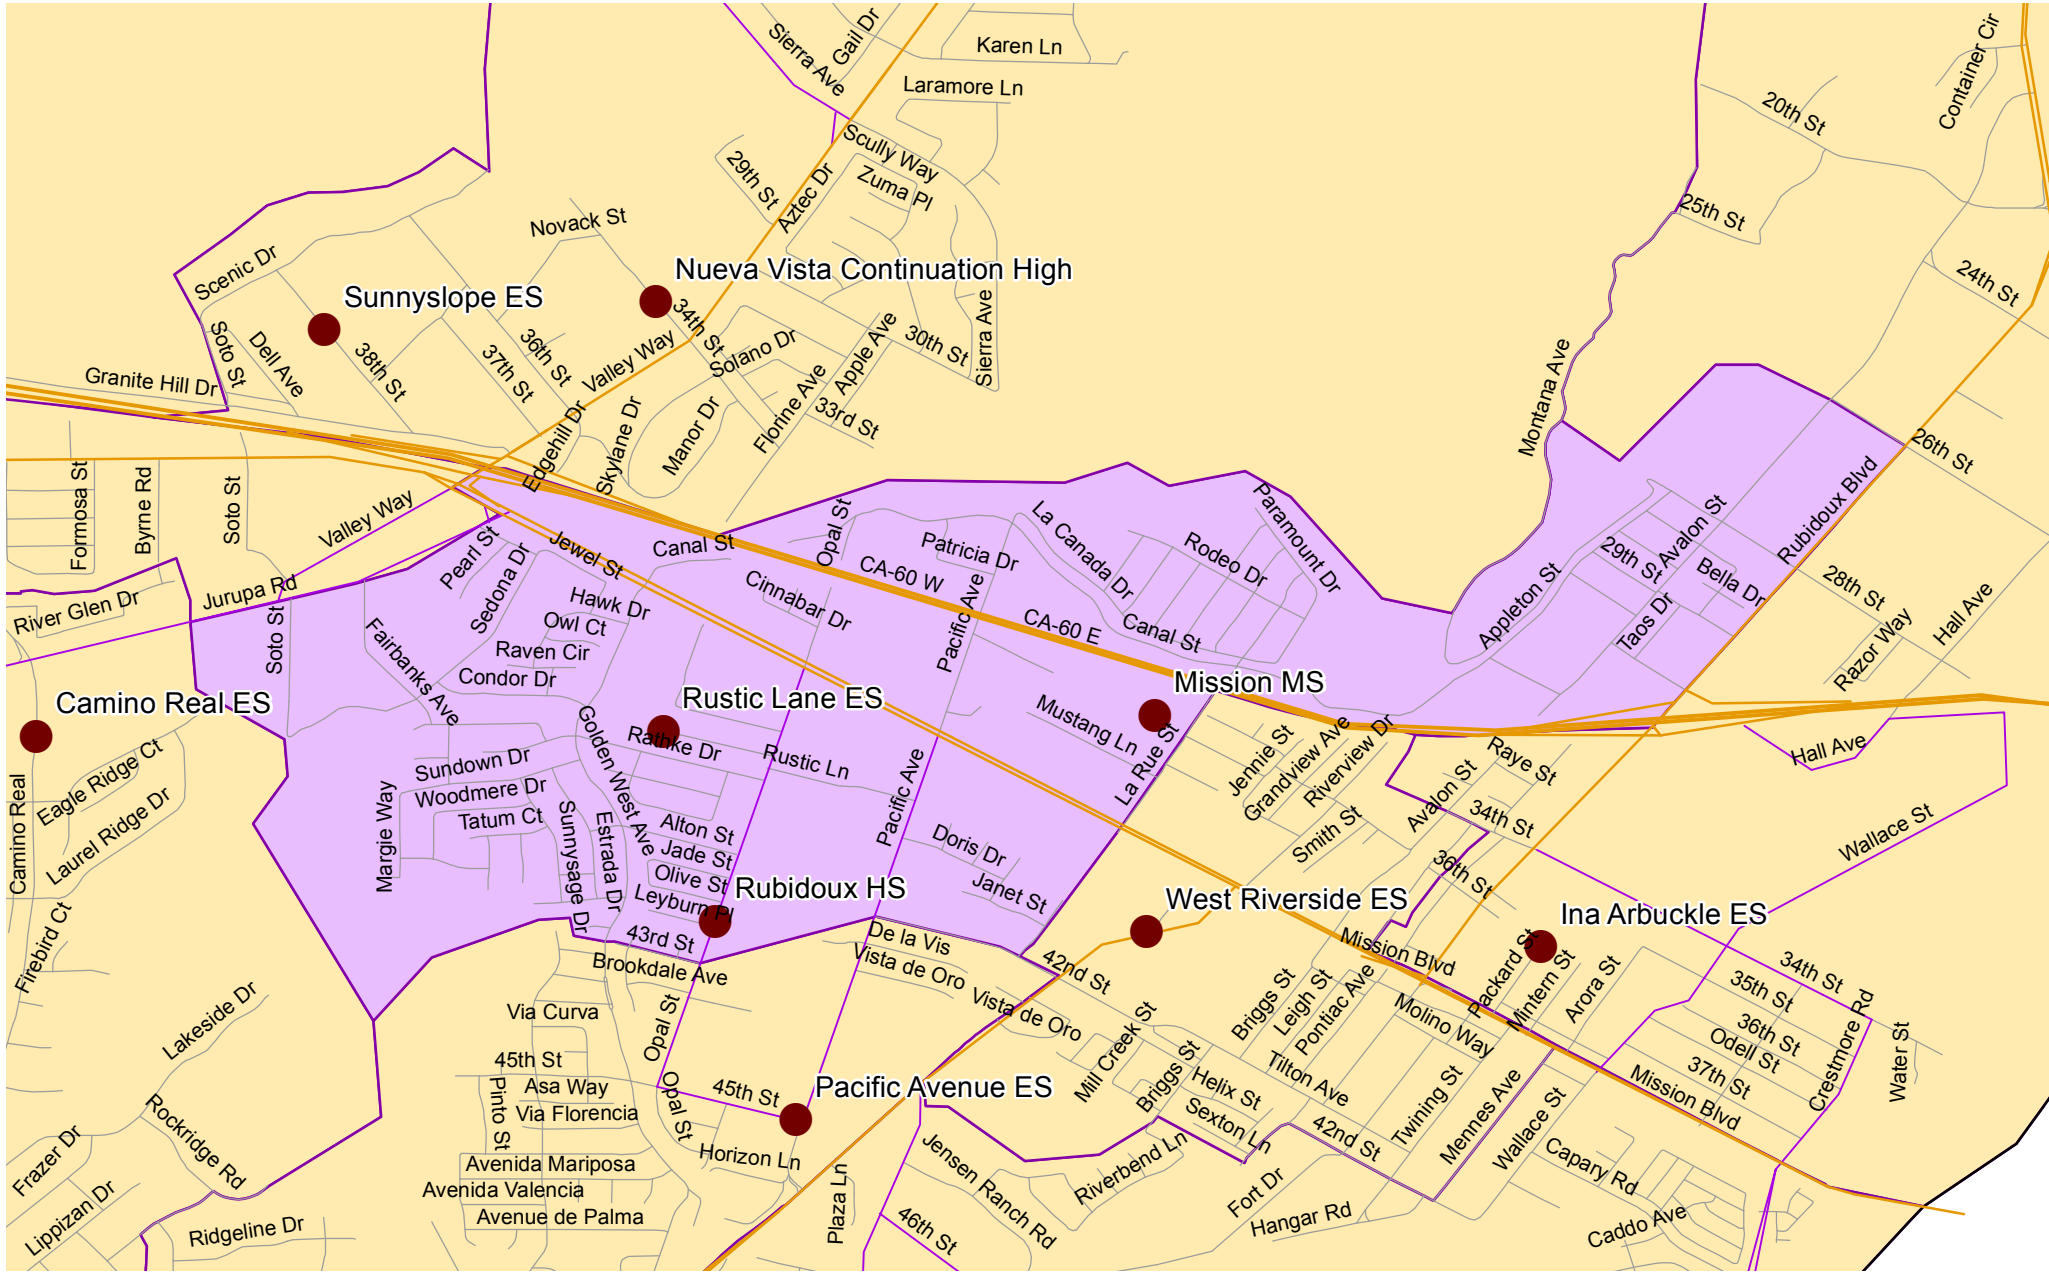 Sierra Ave
Gail Dr
Karen Ln
Container Cir
Laramore Ln
20th St
Scully Way
29th St
Zuma Pl
Aztec Dr
Novack St
25th St
Scenic Dr
Nueva Vista Continuation High
24th St
Sunnyslope ES
34th St
Sierra Ave
Soto St
Dell Ave
38th St
37th St
36th St
Valley Way
Solano Dr
Apple Ave
30th St
Granite Hill Dr
Montana Ave
Florine Ave
33rd St
Manor Dr
Skylane Dr
Edgehill Dr
26th St
Rubidoux Blvd
Formosa St
Byrne Rd
Soto St
Valley Way
Opal St
La Canada Dr
Paramount Dr
Avalon St
Pearl St
Jewel St
Canal St
Patricia Dr
Rodeo Dr
29th St
Bella Dr
28th St
Sedona Dr
CA-60 W
Cinnabar Dr
Jurupa Rd
River Glen Dr
Hawk Dr
Owl Ct
Raven Cir
Condor Dr
Soto St
Fairbanks Ave
Pacific Ave
CA-60 E
Canal St
Appleton St
Taos Dr
Razor Way
Hall Ave
Camino Real ES
Rustic Lane ES
Mission MS
Golden West Ave
Rathke Dr
Rustic Ln
Mustang Ln
La Rue St
Jennie St
Grandview Ave
Riverview Dr
Raye St
Hall Ave
Sundown Dr
Woodmere Dr
Tatum Ct
Margie Way
Eagle Ridge Ct
Laurel Ridge Dr
Camino Real
Sunnysage Dr
Estrada Dr
Alton St
Jade St
Olive St
Leyburn Pl
Pacific Ave
Doris Dr
Janet St
Smith St
Avalon St
34th St
36th St
Wallace St
Rubidoux HS
West Riverside ES
Ina Arbuckle ES
Firebird Ct
43rd St
Brookdale Ave
De la Vis
Vista de Oro
Vista de Oro
42nd St
Mission Blvd
Packard St
Mintern St
Arora St
34th St
35th St
36th St
Odell St
37th St
Crestmore Rd
Water St
Lakeside Dr
Via Curva
Opal St
Mill Creek St
Briggs St
Leigh St
Pontiac Ave
Molino Way
45th St
Asa Way
Via Florencia
Pinto St
Opal St
45th St
Pacific Avenue ES
Briggs St
Helix St
Sexton Ln
Tilton Ave
Twining St
Mennes Ave
Wallace St
Mission Blvd
Frazer Dr
Rockridge Rd
Lippizan Dr
Ridgeline Dr
Avenida Mariposa
Avenida Valencia
Avenue de Palma
Horizon Ln
Plaza Ln
Jensen Ranch Rd
Riverbend Ln
42nd St
Fort Dr
Hangar Rd
46th St
Capary Rd
Caddo Ave